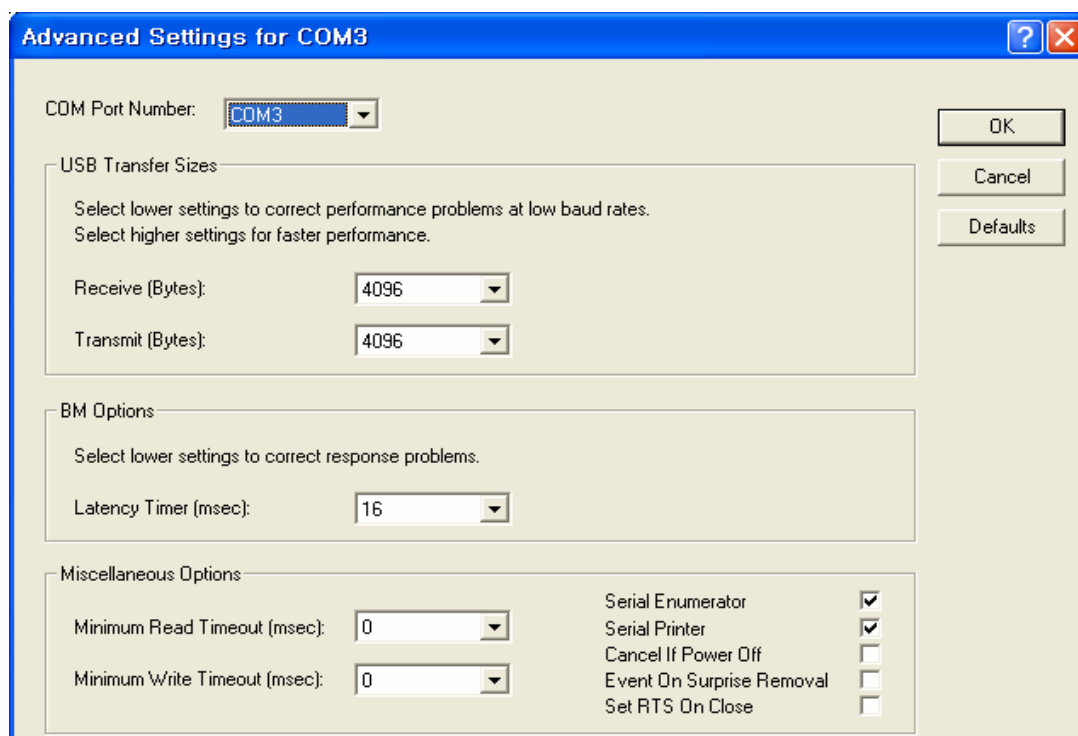 Advanced Settings for COM3
COM Port Number: COM3
OK
Cancel
Defaults
USB Transfer Sizes
Select lower settings to correct performance problems at low baud rates.
Select higher settings for faster performance.
Receive (Bytes): 4096
Transmit (Bytes): 4096
BM Options
Select lower settings to correct response problems.
Latency Timer (msec): 16
Miscellaneous Options
Minimum Read Timeout (msec): 0
Minimum Write Timeout (msec): 0
Serial Enumerator
Serial Printer
Cancel If Power Off
Event On Surprise Removal
Set RTS On Close